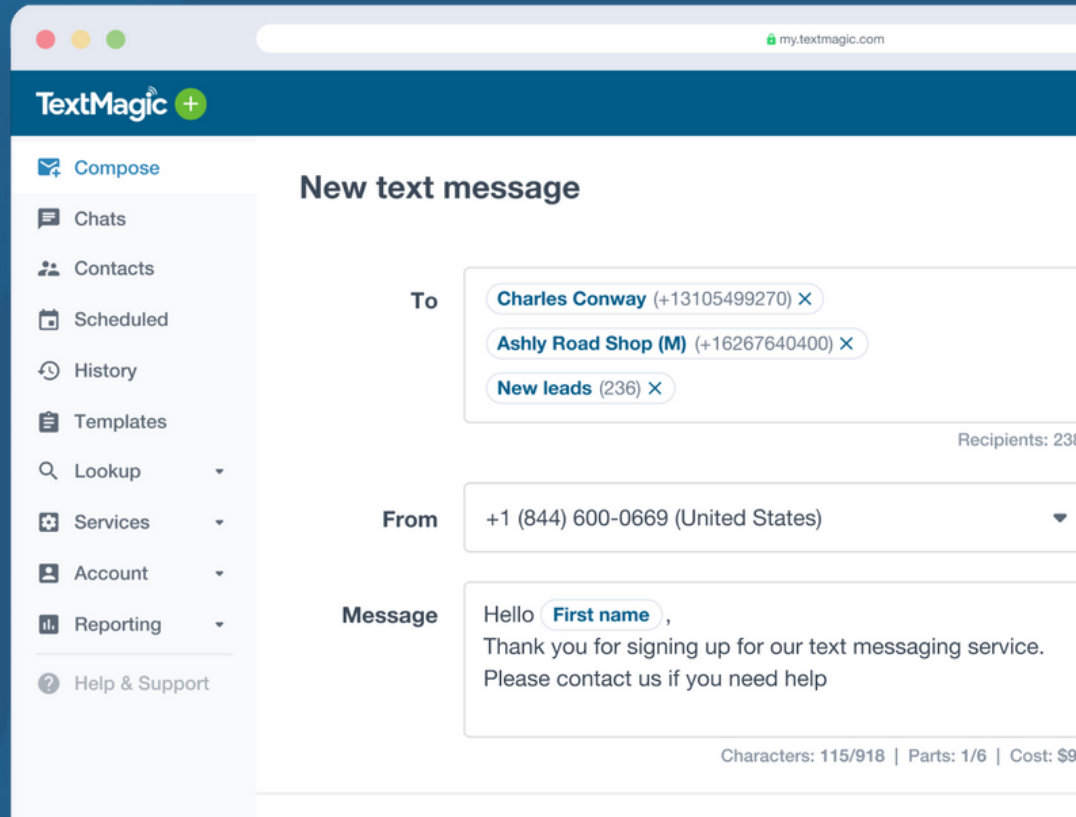 my.textmagic.com
TextMagic +
Compose
Chats
Contacts
Scheduled
History
Templates
Lookup
Services
Account
Reporting
? Help & Support
New text message
To
Charles Conway (+13105499270) ×
Ashly Road Shop (M) (+16267640400) ×
New leads (236) ×
Recipients: 238
From
+1 (844) 600-0669 (United States)
Message
Hello First name ,
Thank you for signing up for our text messaging service.
Please contact us if you need help
Characters: 115/918 | Parts: 1/6 | Cost: $9